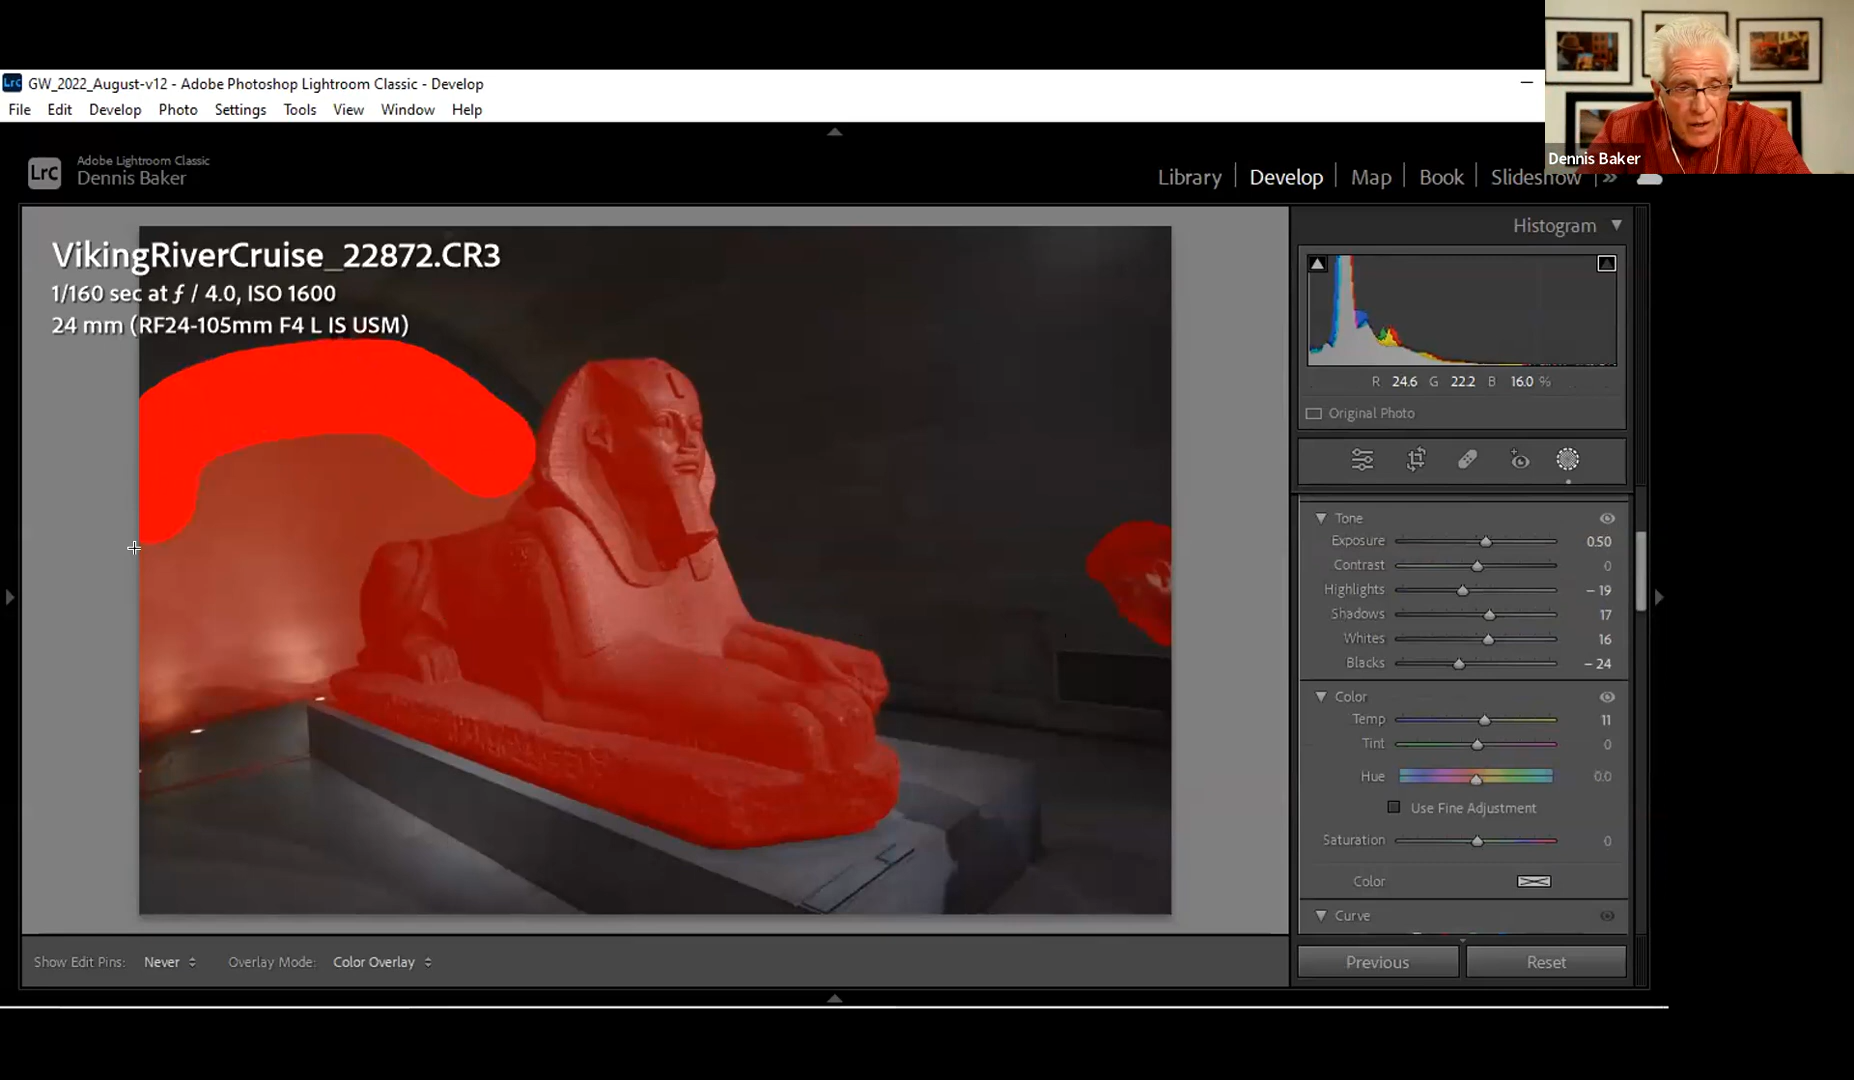 GW_2022_August-v12 - Adobe Photoshop Lightroom Classic - Develop
File Edit Develop Photo Settings Tools View Window Help
Dennis Baker
LrC
Adobe Lightroom Classic
Dennis Baker
Library | Develop | Map | Book | Slideshow | »
VikingRiverCruise_22872.CR3
1/160 sec at ƒ / 4.0, ISO 1600
24 mm (RF24-105mm F4 L IS USM)
Histogram
R 24.6 G 22.2 B 16.0 %
Original Photo
Tone
Exposure 0.50
Contrast 0
Highlights – 19
Shadows 17
Whites 16
Blacks – 24
Color
Temp 11
Tint 0
Hue 0.0
Use Fine Adjustment
Saturation 0
Color
Curve
Show Edit Pins: Never Overlay Mode: Color Overlay
Previous Reset